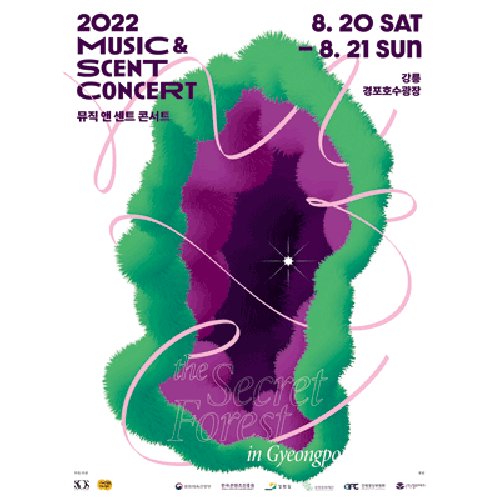 2022
MUSIC &
SCENT
CONCERT
뮤직 앤 센트 콘서트
8. 20 SAT
– 8. 21 SUN
강릉
경포호수광장
the Secret
Forest
in Gyeongpo